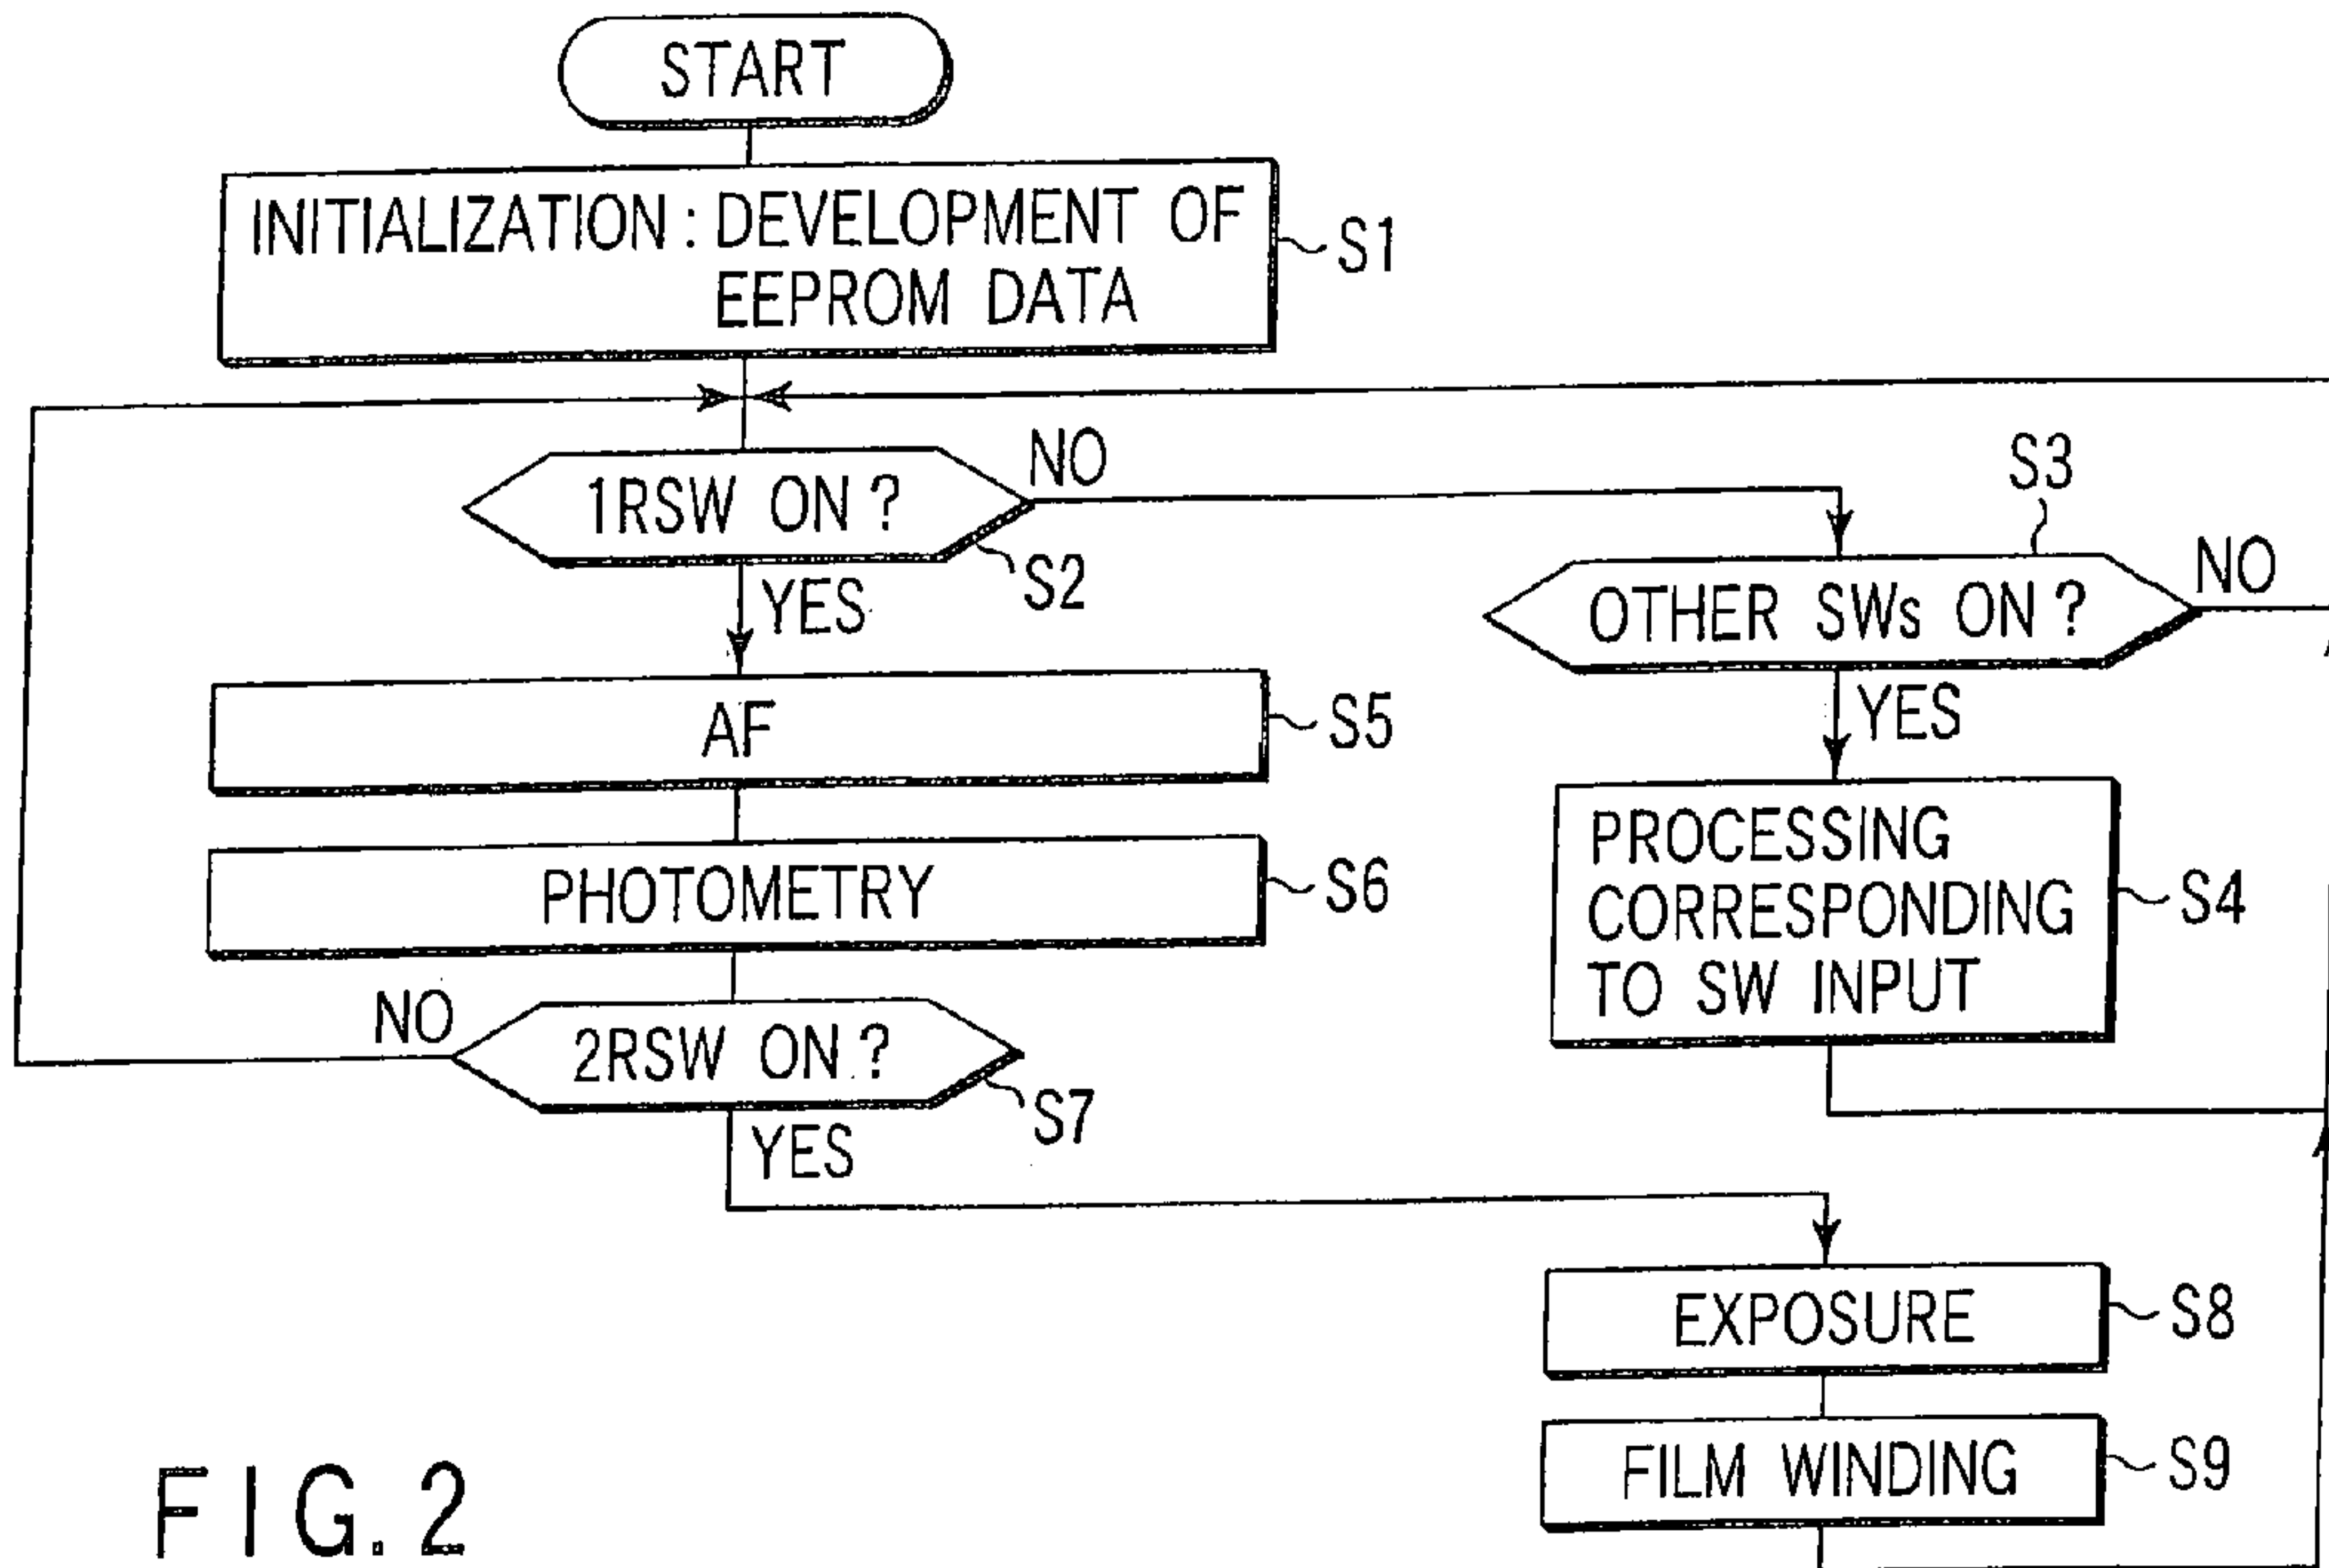 START
INITIALIZATION : DEVELOPMENT OF
EEPROM DATA
S1
1RSW ON ?
NO
S2
YES
S3
OTHER SWs ON ?
NO
YES
AF
S5
PROCESSING
CORRESPONDING
TO SW INPUT
S4
PHOTOMETRY
S6
NO
2RSW ON ?
S7
YES
EXPOSURE
S8
FILM WINDING
S9
FIG. 2